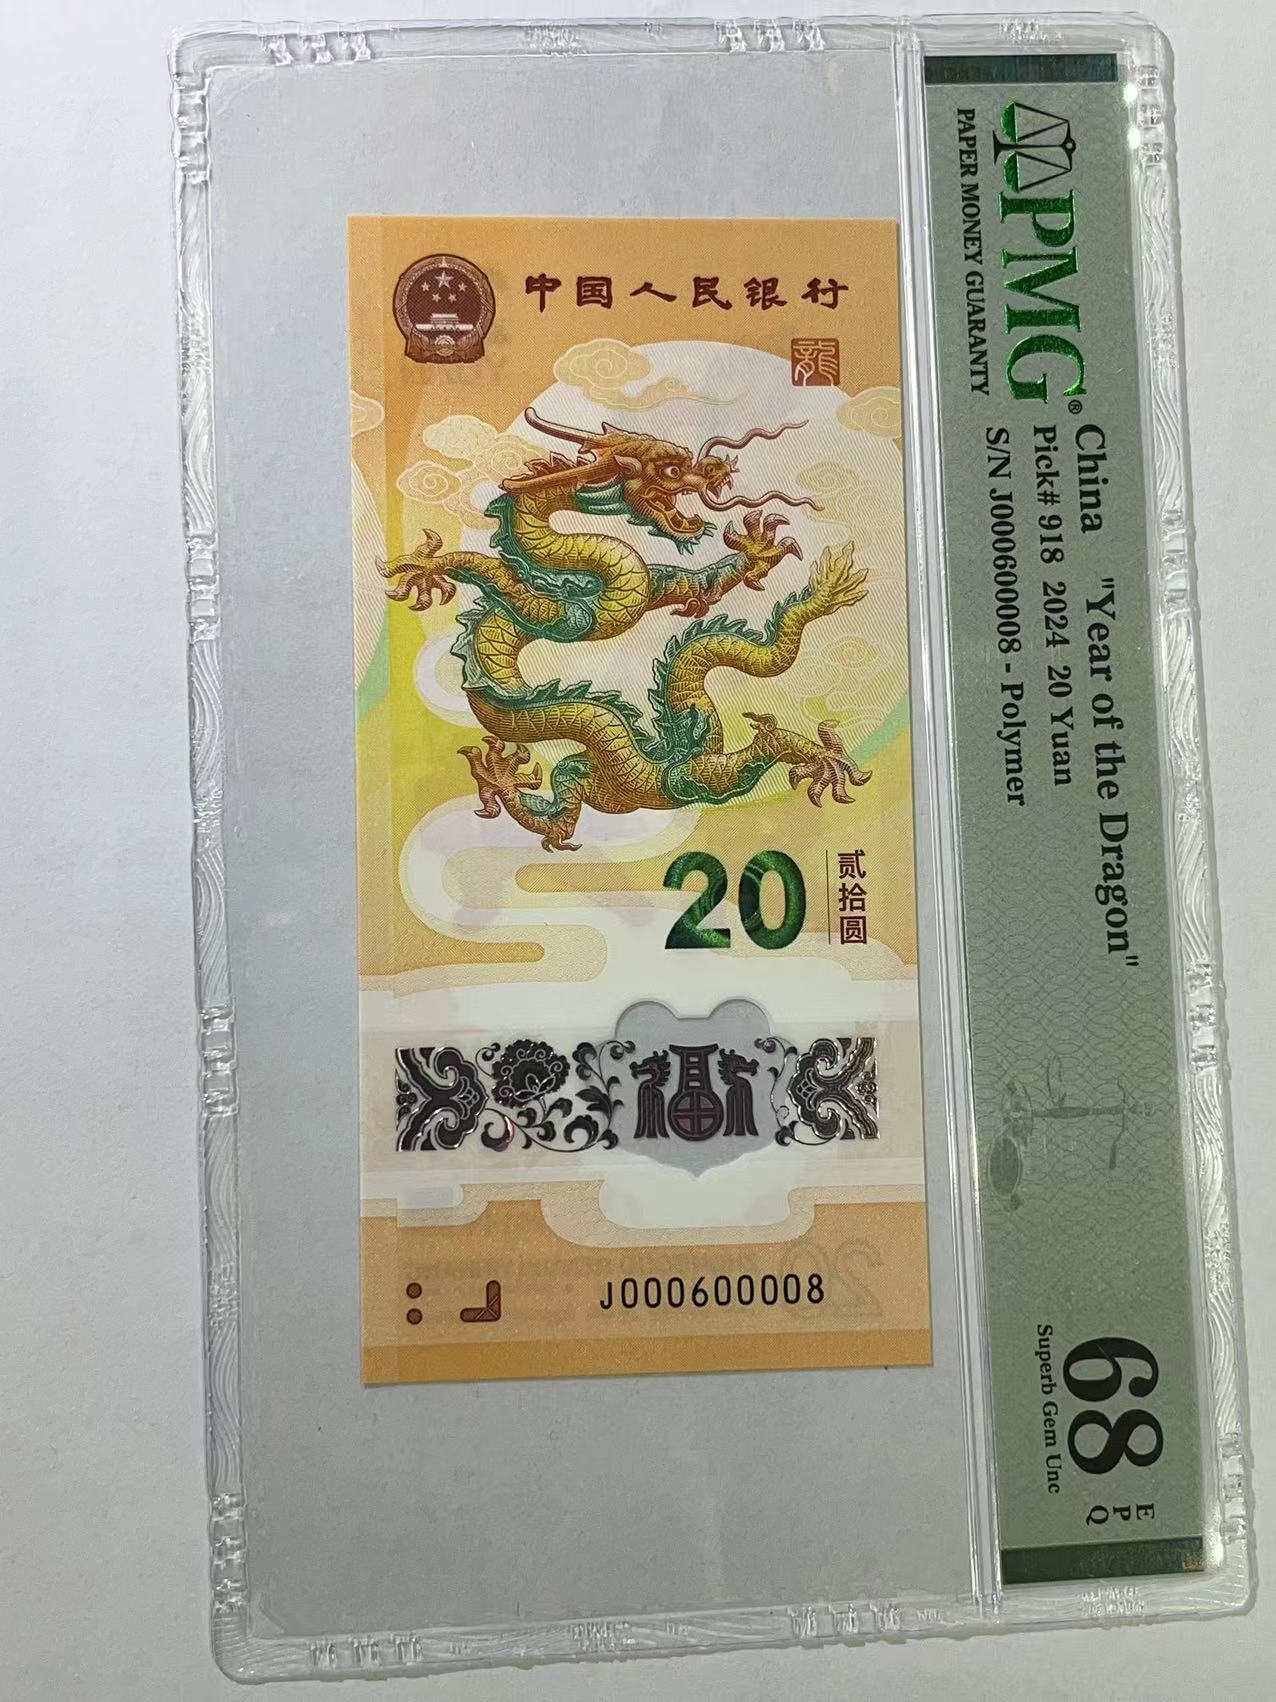 中国人民银行
龍
20
贰拾圆
J000600008
PMG®
PAPER MONEY GUARANTY
China "Year of the Dragon"
Pick# 918 2024 20 Yuan
S/N J000600008 - Polymer
68
EPQ
Superb Gem Unc